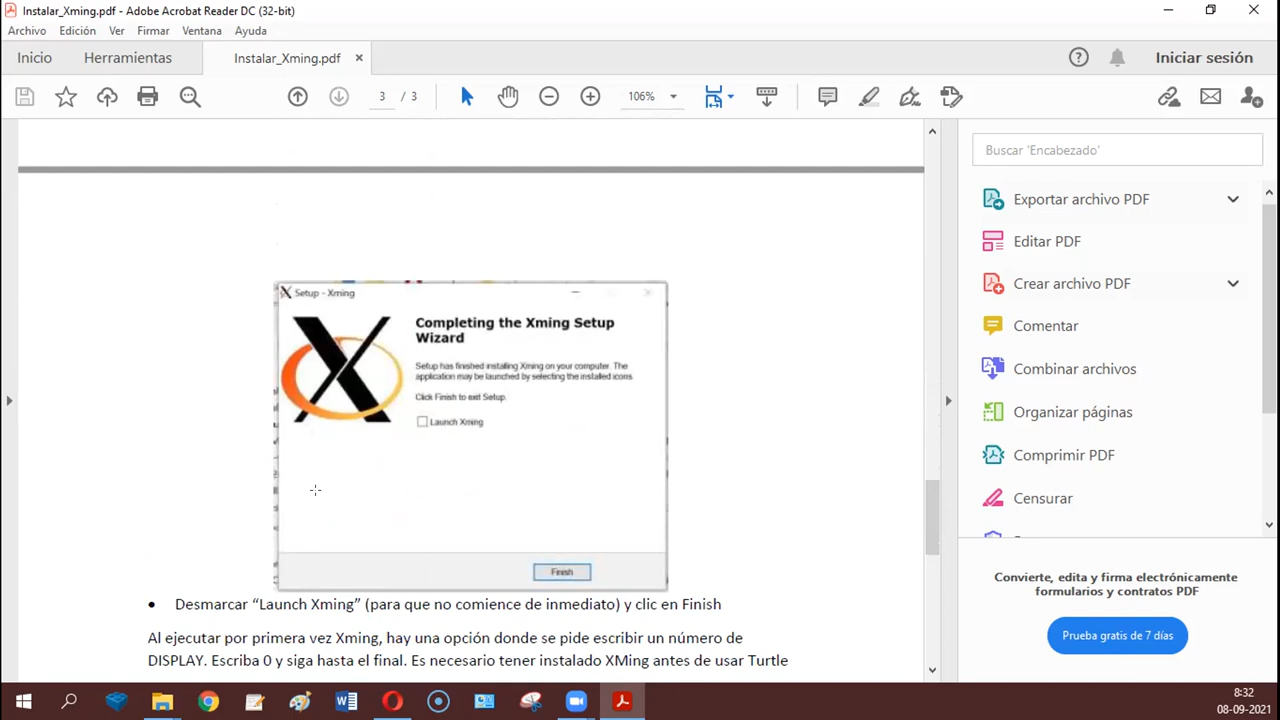 Instalar_Xming.pdf - Adobe Acrobat Reader DC (32-bit)
Archivo Edición Ver Firmar Ventana Ayuda
Inicio Herramientas Instalar_Xming.pdf × Iniciar sesión
3 / 3 106%
Buscar 'Encabezado'
Exportar archivo PDF
Editar PDF
Crear archivo PDF
Comentar
Combinar archivos
Organizar páginas
Comprimir PDF
Censurar
Convierte, edita y firma electrónicamente
formularios y contratos PDF
Prueba gratis de 7 días
Setup - Xming
Completing the Xming Setup
Wizard
Setup has finished installing Xming on your computer. The
application may be launched by selecting the installed icons.
Click Finish to exit Setup.
Launch Xming
Finish
• Desmarcar “Launch Xming” (para que no comience de inmediato) y clic en Finish
Al ejecutar por primera vez Xming, hay una opción donde se pide escribir un número de
DISPLAY. Escriba 0 y siga hasta el final. Es necesario tener instalado XMing antes de usar Turtle
8:32
08-09-2021